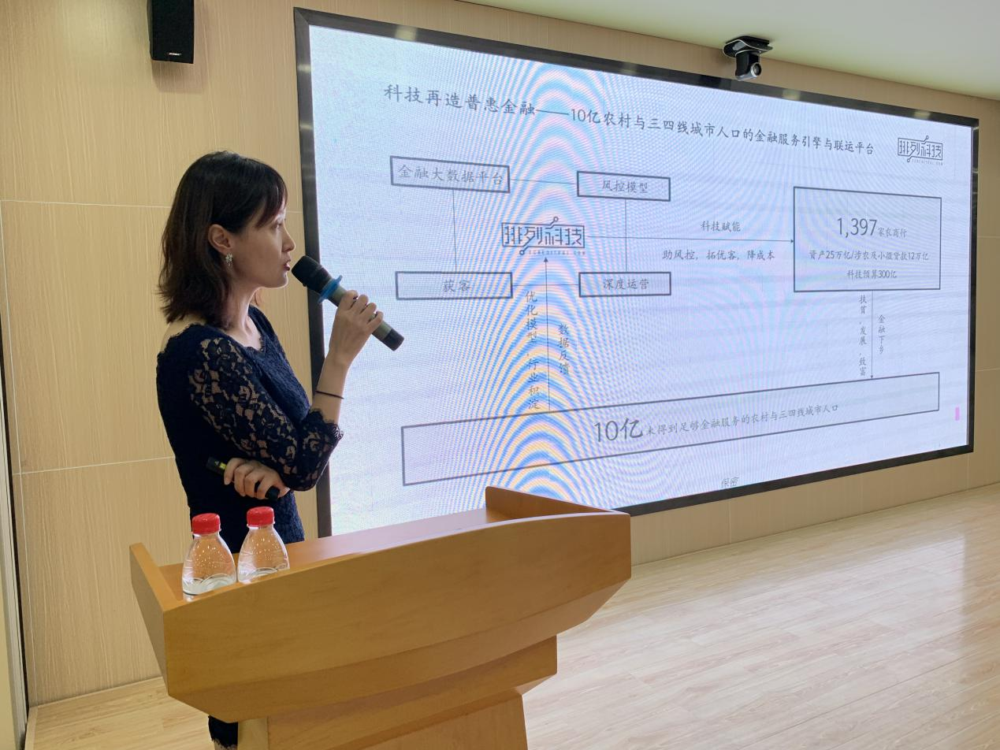 科技再造普惠金融——10亿农村与三四线城市人口的金融服务引擎与联运平台
排列科技
金融大数据平台
风控模型
排列科技
获客
深度运营
科技赋能
助风控，拓优客，降成本
1,397家农商行
资产25万亿/涉农及小微贷款12万亿
科技预算300亿
优化模型，行业积淀
数据反馈
扶贫，发展，致富
金融下乡
10亿未得到足够金融服务的农村与三四线城市人口
保密